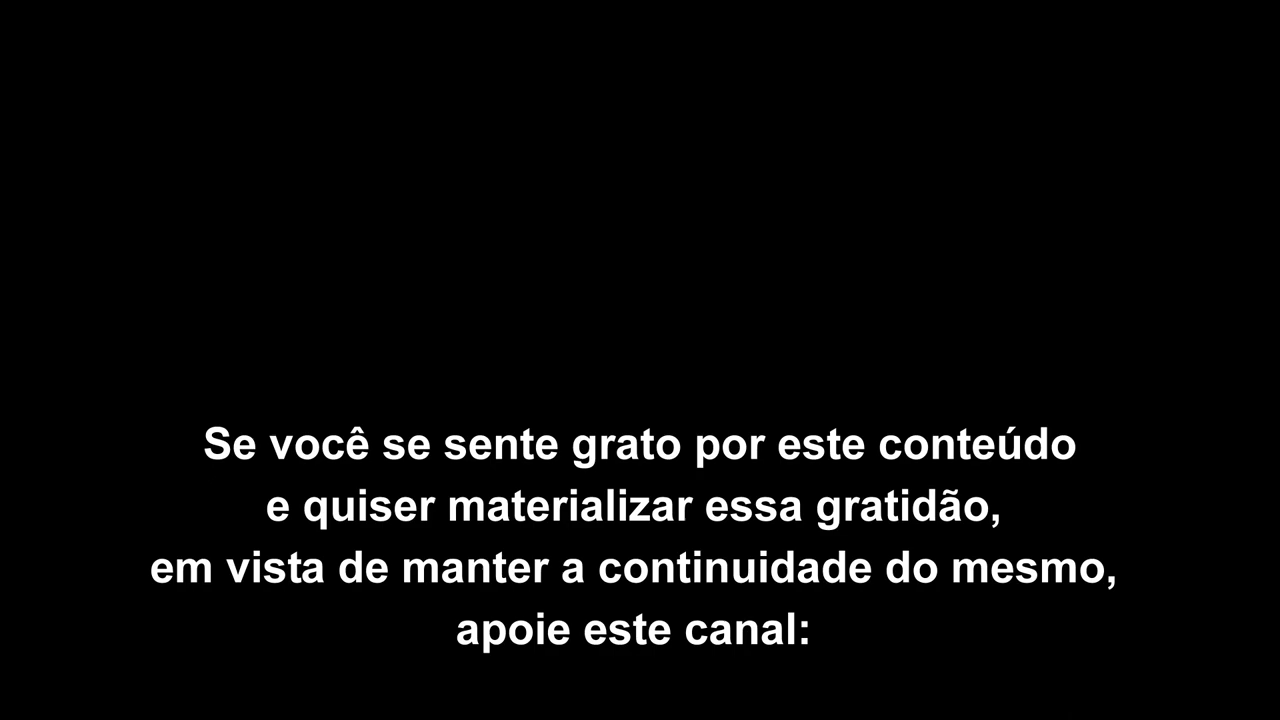 Se você se sente grato por este conteúdo
e quiser materializar essa gratidão,
em vista de manter a continuidade do mesmo,
apoie este canal: